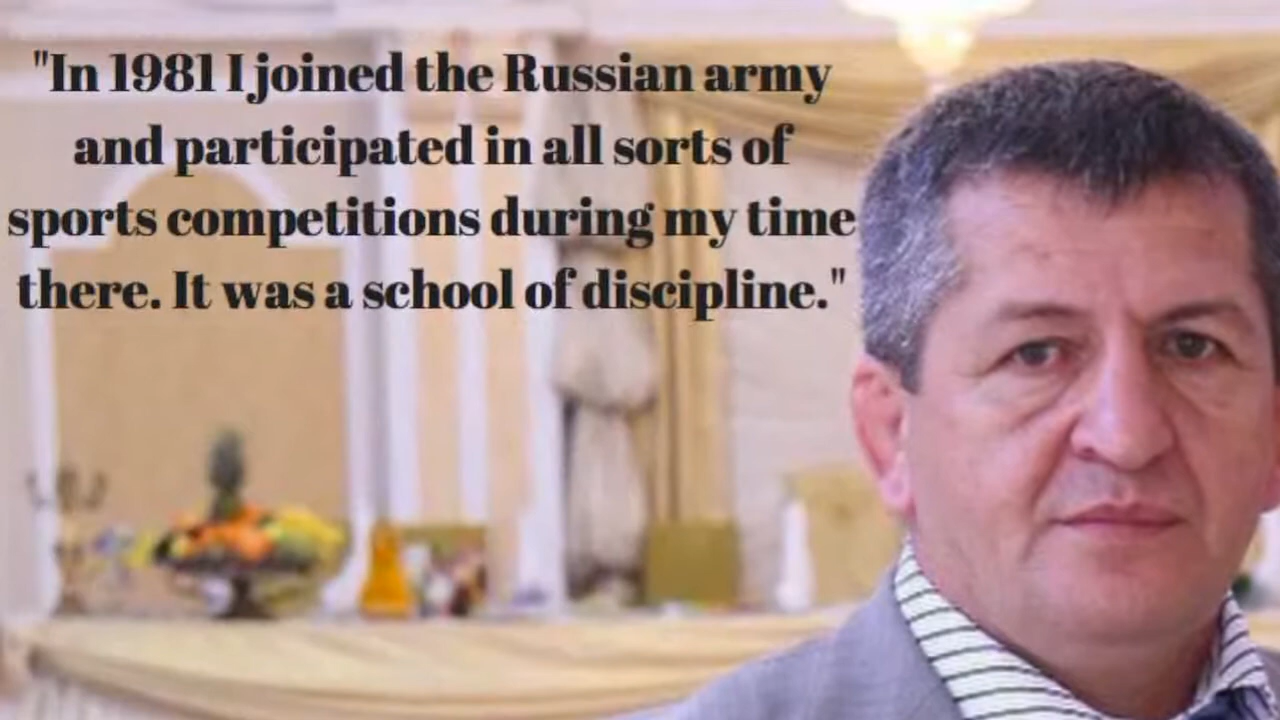 "In 1981 I joined the Russian army
and participated in all sorts of
sports competitions during my time
there. It was a school of discipline."